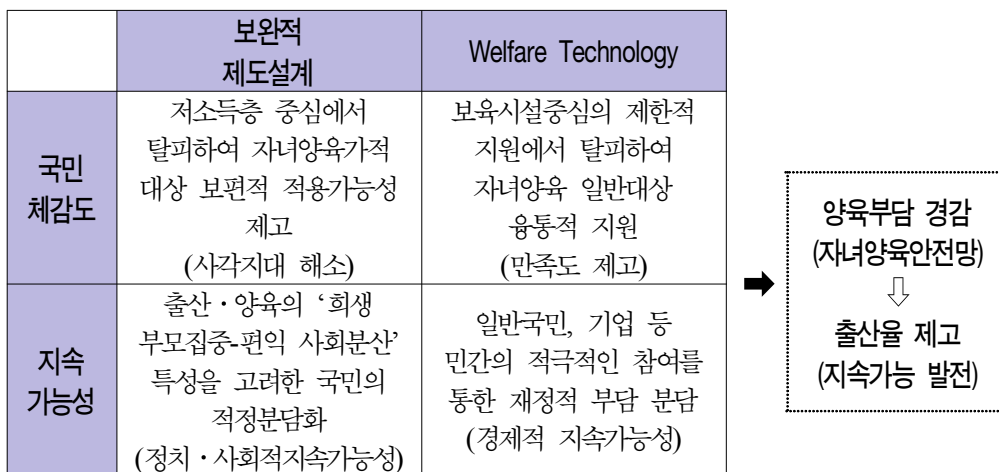 보완적
제도설계
Welfare Technology
국민
체감도
저소득층 중심에서
탈피하여 자녀양육가적
대상 보편적 적용가능성
제고
(사각지대 해소)
보육시설중심의 제한적
지원에서 탈피하여
자녀양육 일반대상
융통적 지원
(만족도 제고)
지속
가능성
출산・양육의 ‘희생
부모집중-편익 사회분산’
특성을 고려한 국민의
적정분담화
(정치・사회적지속가능성)
일반국민, 기업 등
민간의 적극적인 참여를
통한 재정적 부담 분담
(경제적 지속가능성)
➡
양육부담 경감
(자녀양육안전망)
⇩
출산율 제고
(지속가능 발전)